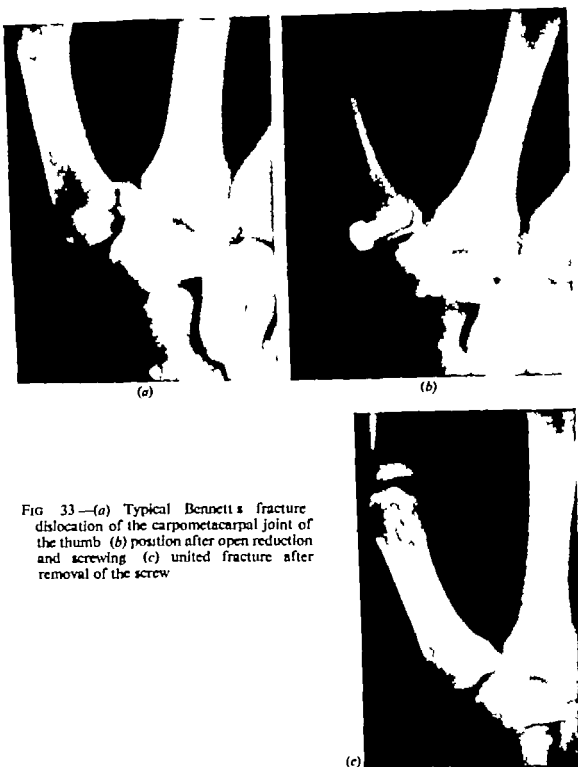 (a)
(b)
FIG 33—(a) Typical Bennett s fracture
dislocation of the carpometacarpal joint of
the thumb (b) position after open reduction
and screwing (c) united fracture after
removal of the screw
(c)